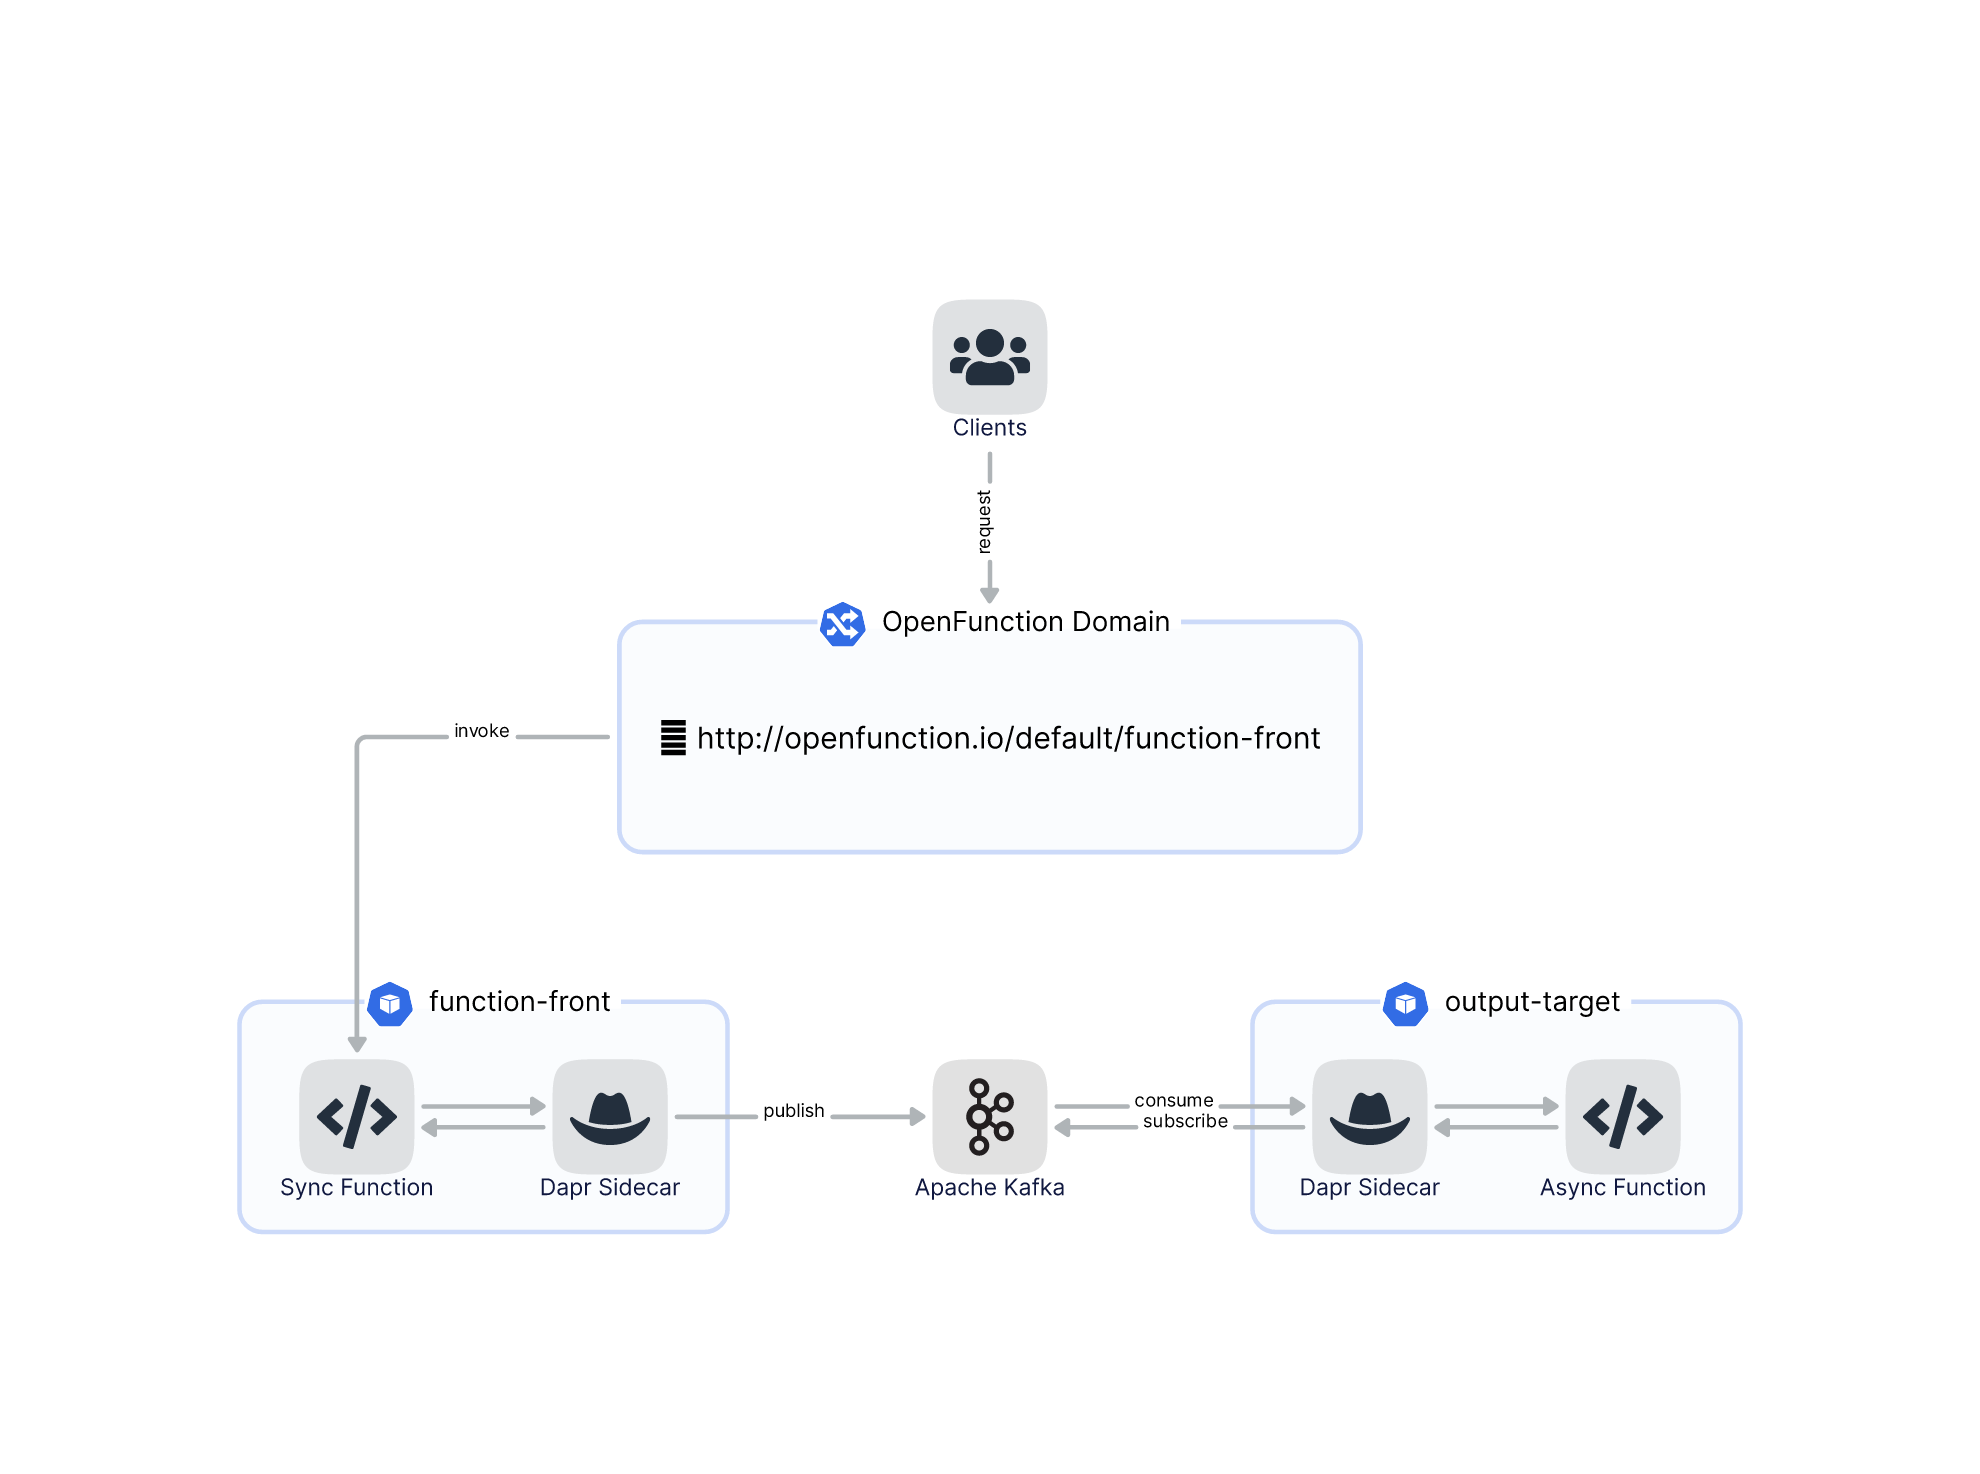 Clients
request
OpenFunction Domain
http://openfunction.io/default/function-front
invoke
function-front
output-target
publish
consume
subscribe
Sync Function
Dapr Sidecar
Apache Kafka
Dapr Sidecar
Async Function